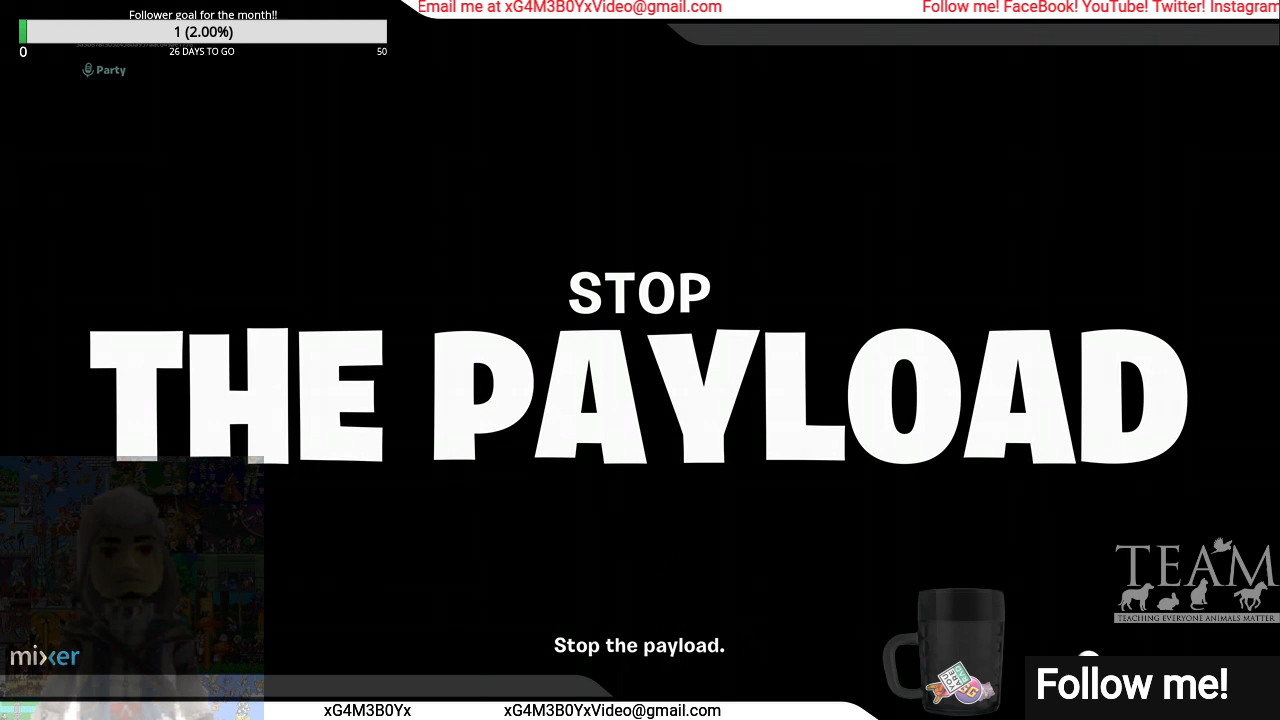 Email me at xG4M3B0YxVideo@gmail.com
Follow me! FaceBook! YouTube! Twitter! Instagram
Follower goal for the month!!
1 (2.00%)
0
26 DAYS TO GO
50
Party
STOP
THE PAYLOAD
TEAM
TEACHING EVERYONE ANIMALS MATTER
Stop the payload.
mixer
GG
Follow me!
xG4M3B0Yx
xG4M3B0YxVideo@gmail.com